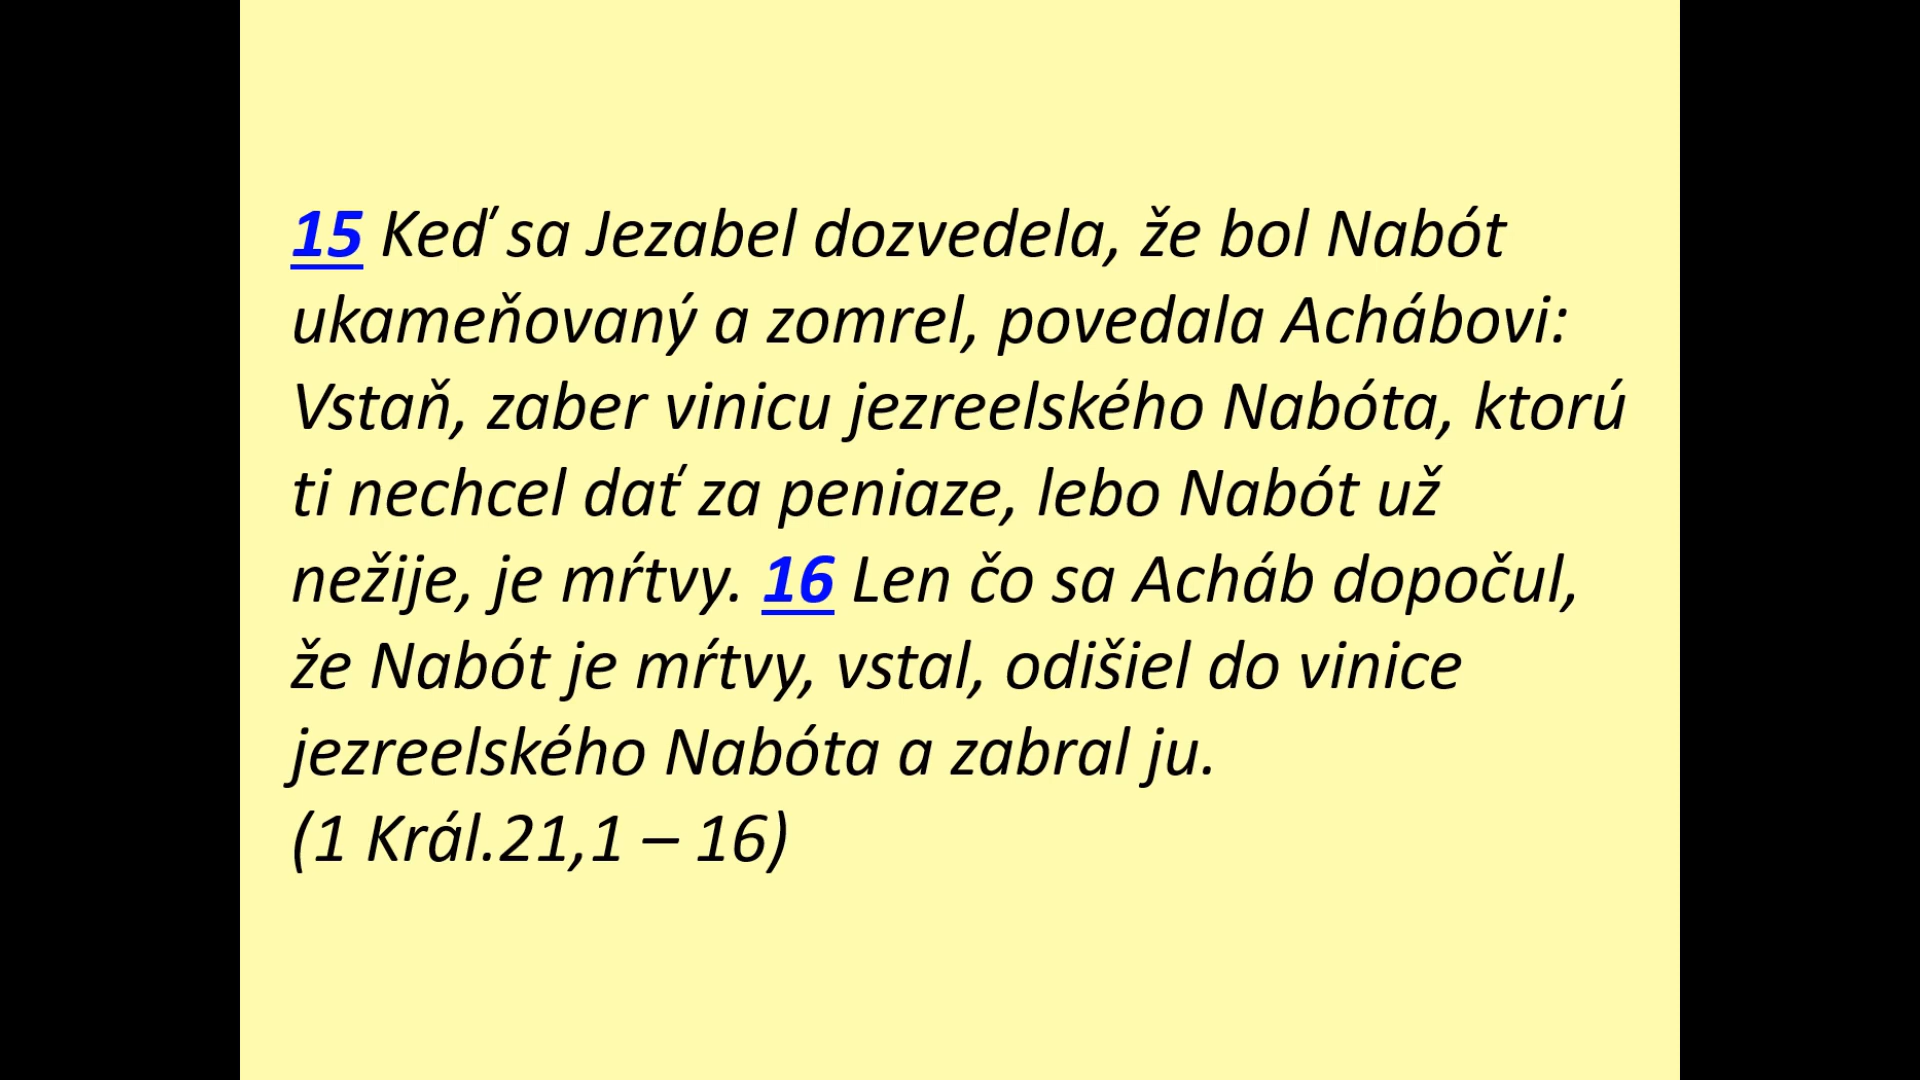 15 Keď sa Jezabel dozvedela, že bol Nabót
ukameňovaný a zomrel, povedala Achábovi:
Vstaň, zaber vinicu jezreelského Nabóta, ktorú
ti nechcel dať za peniaze, lebo Nabót už
nežije, je mŕtvy. 16 Len čo sa Acháb dopočul,
že Nabót je mŕtvy, vstal, odišiel do vinice
jezreelského Nabóta a zabral ju.
(1 Král.21,1 – 16)